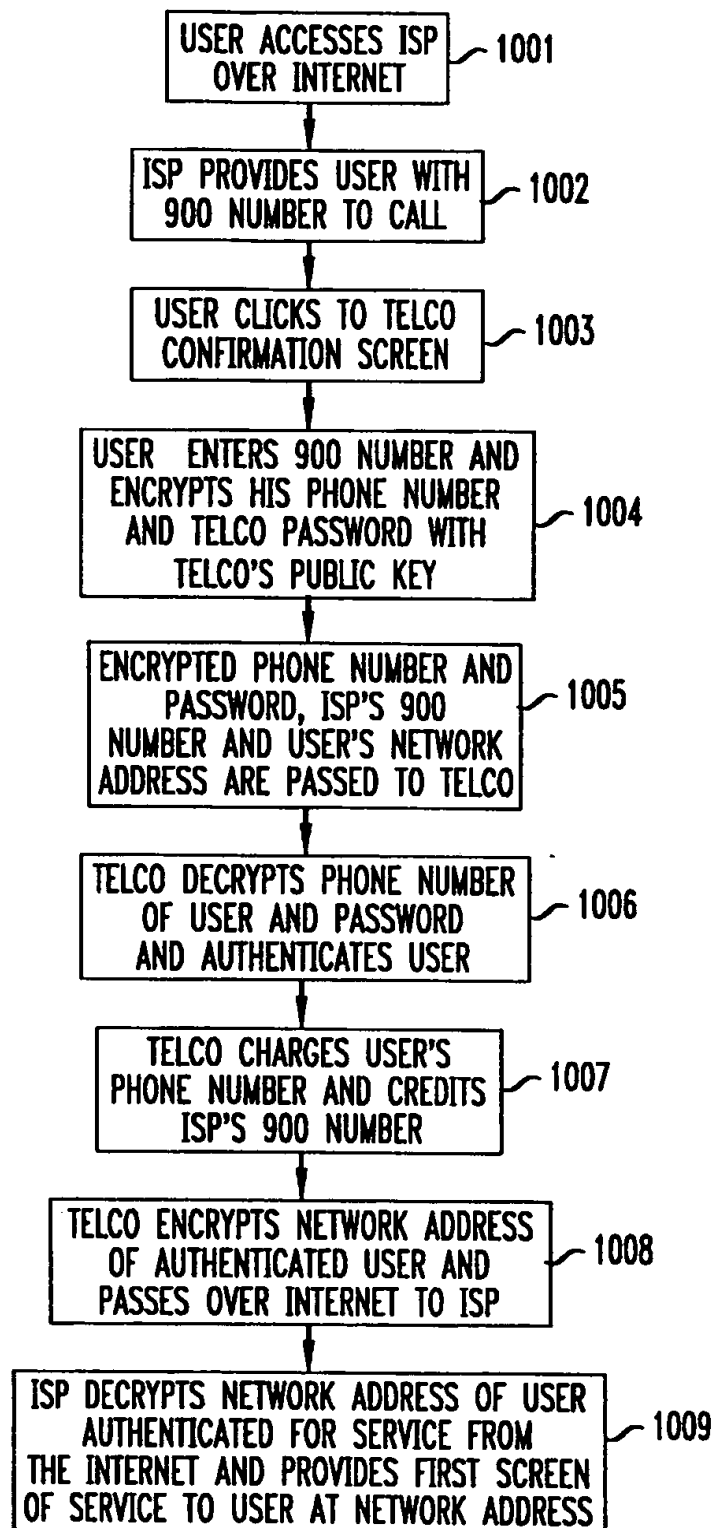 USER ACCESSES ISP
OVER INTERNET
1001
ISP PROVIDES USER WITH
900 NUMBER TO CALL
1002
USER CLICKS TO TELCO
CONFIRMATION SCREEN
1003
USER ENTERS 900 NUMBER AND
ENCRYPTS HIS PHONE NUMBER
AND TELCO PASSWORD WITH
TELCO'S PUBLIC KEY
1004
ENCRYPTED PHONE NUMBER AND
PASSWORD, ISP'S 900
NUMBER AND USER'S NETWORK
ADDRESS ARE PASSED TO TELCO
1005
TELCO DECRYPTS PHONE NUMBER
OF USER AND PASSWORD
AND AUTHENTICATES USER
1006
TELCO CHARGES USER'S
PHONE NUMBER AND CREDITS
ISP'S 900 NUMBER
1007
TELCO ENCRYPTS NETWORK ADDRESS
OF AUTHENTICATED USER AND
PASSES OVER INTERNET TO ISP
1008
ISP DECRYPTS NETWORK ADDRESS OF USER
AUTHENTICATED FOR SERVICE FROM
THE INTERNET AND PROVIDES FIRST SCREEN
OF SERVICE TO USER AT NETWORK ADDRESS
1009